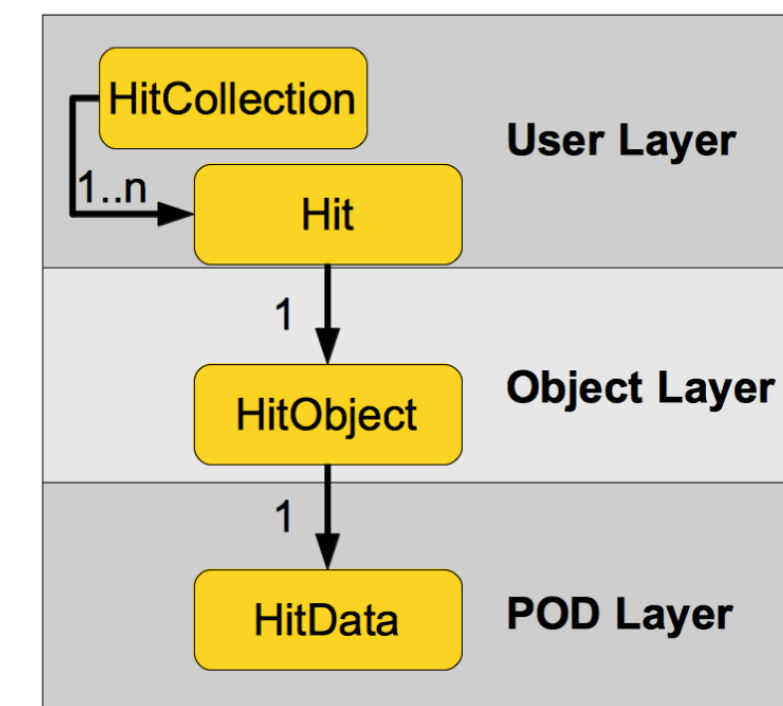 HitCollection
User Layer
1..n
Hit
1
HitObject
Object Layer
1
HitData
POD Layer